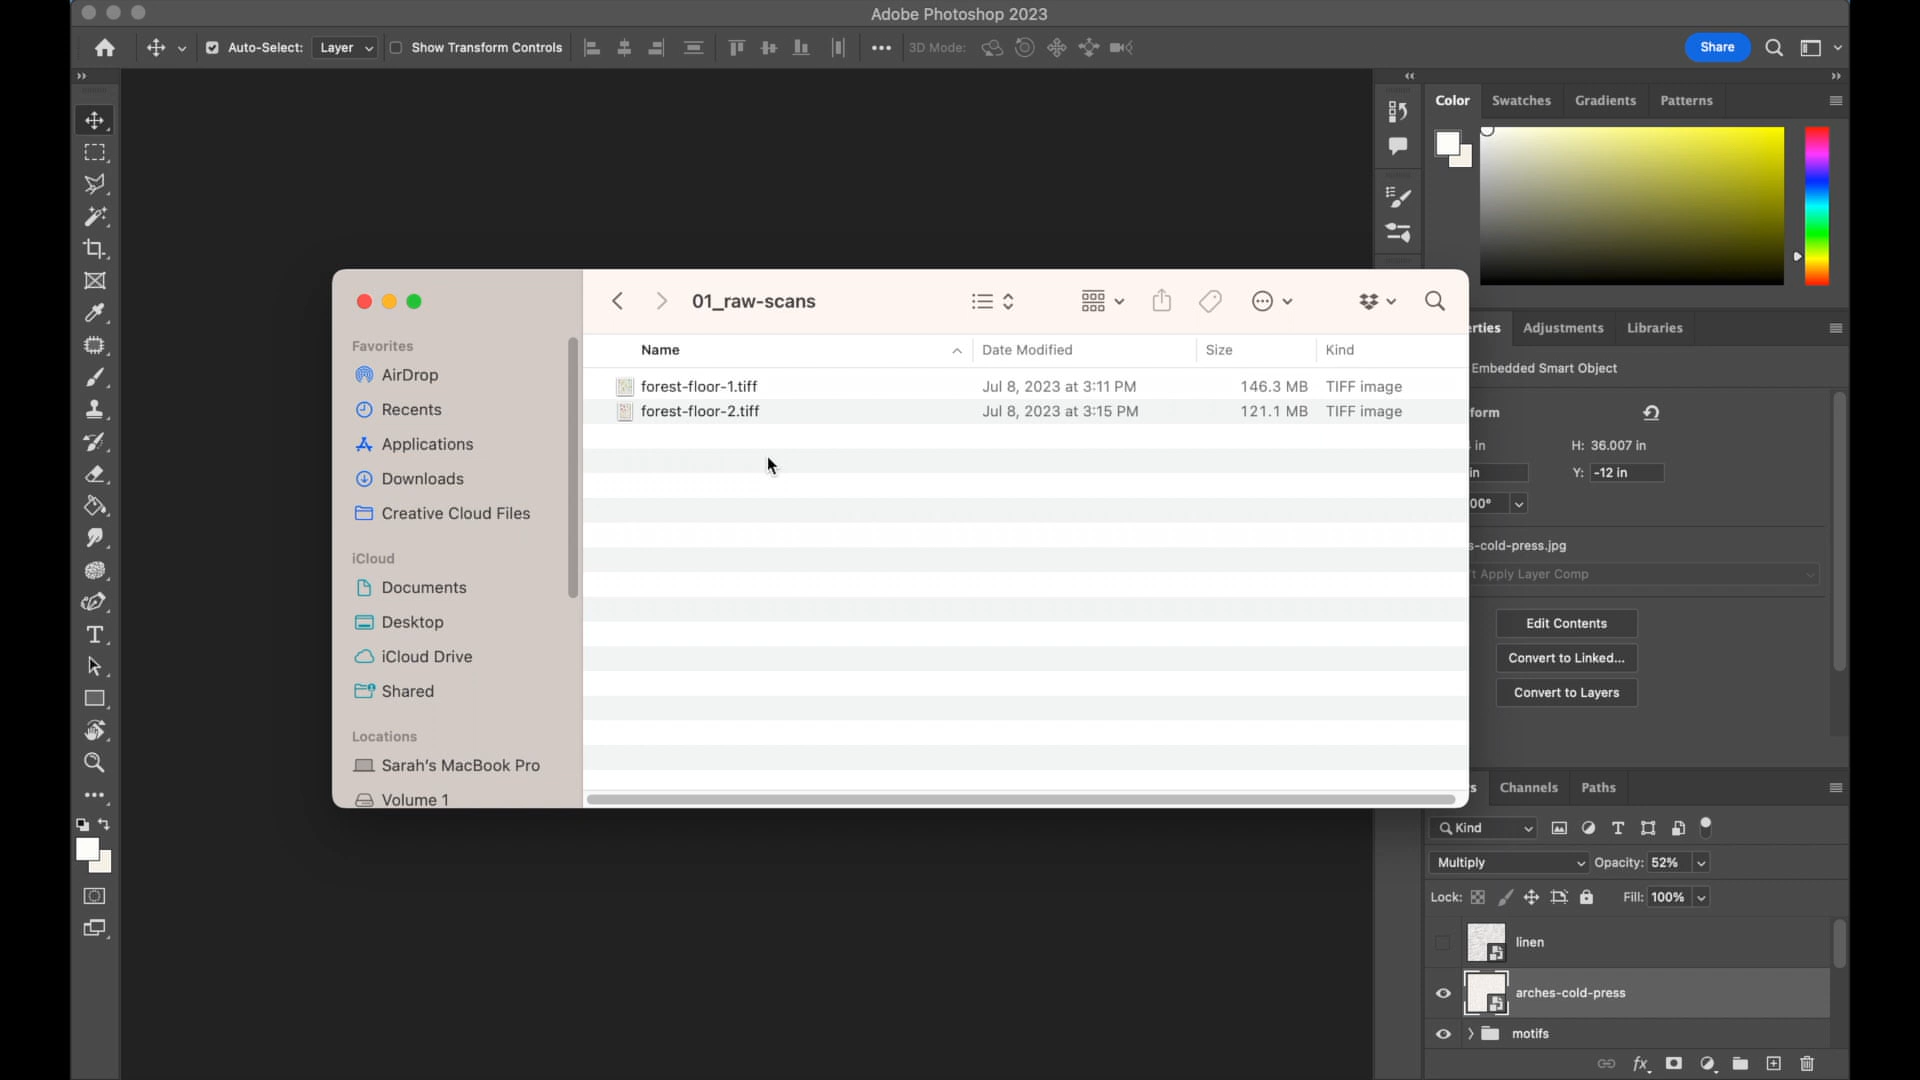 Adobe Photoshop 2023
Auto-Select: Layer Show Transform Controls 3D Mode: Share
Color Swatches Gradients Patterns
01_raw-scans
Favorites
AirDrop
Recents
Applications
Downloads
Creative Cloud Files
iCloud
Documents
Desktop
iCloud Drive
Shared
Locations
Sarah's MacBook Pro
Volume 1
Name Date Modified Size Kind
forest-floor-1.tiff Jul 8, 2023 at 3:11 PM 146.3 MB TIFF image
forest-floor-2.tiff Jul 8, 2023 at 3:15 PM 121.1 MB TIFF image
rties Adjustments Libraries
Embedded Smart Object
form
in H: 36.007 in
in Y: -12 in
00°
s-cold-press.jpg
't Apply Layer Comp
Edit Contents
Convert to Linked...
Convert to Layers
s Channels Paths
Kind
Multiply Opacity: 52%
Lock: Fill: 100%
linen
arches-cold-press
motifs